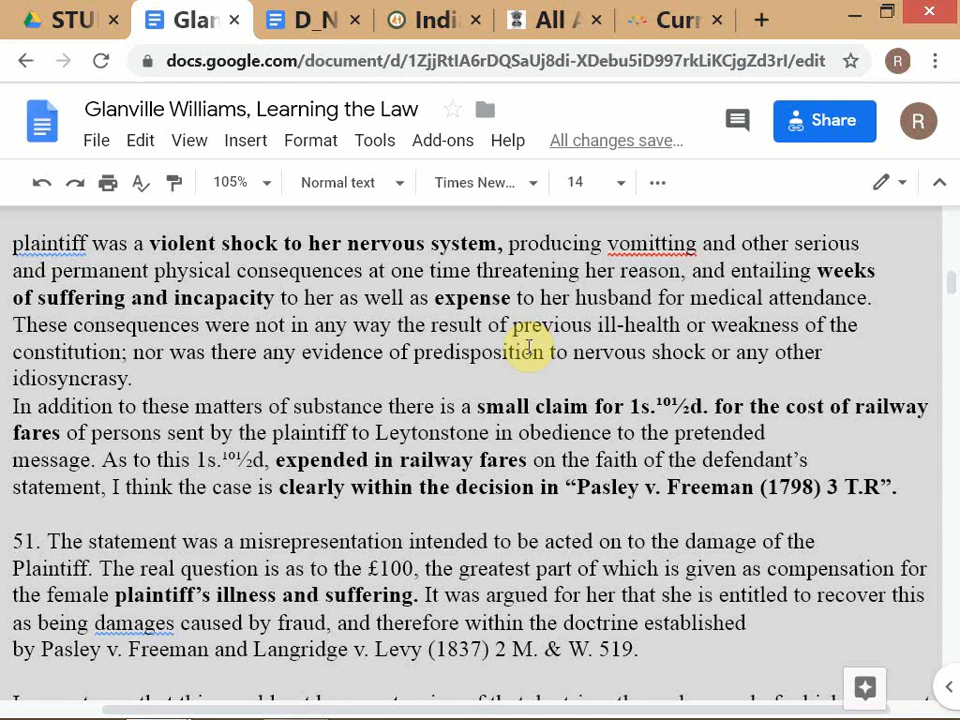 STU
Glan
D_N
Indi
All A
Curr
docs.google.com/document/d/1ZjjRtIA6rDQSaUj8di-XDebu5iD997rkLiKCjgZd3rI/edit
R
Glanville Williams, Learning the Law
Share
R
File Edit View Insert Format Tools Add-ons Help All changes save…
105% Normal text Times New... 14
plaintiff was a violent shock to her nervous system, producing vomitting and other serious
and permanent physical consequences at one time threatening her reason, and entailing weeks
of suffering and incapacity to her as well as expense to her husband for medical attendance.
These consequences were not in any way the result of previous ill-health or weakness of the
constitution; nor was there any evidence of predisposition to nervous shock or any other
idiosyncrasy.
In addition to these matters of substance there is a small claim for 1s.¹⁰¹⁄₂d. for the cost of railway
fares of persons sent by the plaintiff to Leytonstone in obedience to the pretended
message. As to this 1s.¹⁰¹⁄₂d, expended in railway fares on the faith of the defendant's
statement, I think the case is clearly within the decision in “Pasley v. Freeman (1798) 3 T.R”.
51. The statement was a misrepresentation intended to be acted on to the damage of the
Plaintiff. The real question is as to the £100, the greatest part of which is given as compensation for
the female plaintiff's illness and suffering. It was argued for her that she is entitled to recover this
as being damages caused by fraud, and therefore within the doctrine established
by Pasley v. Freeman and Langridge v. Levy (1837) 2 M. & W. 519.